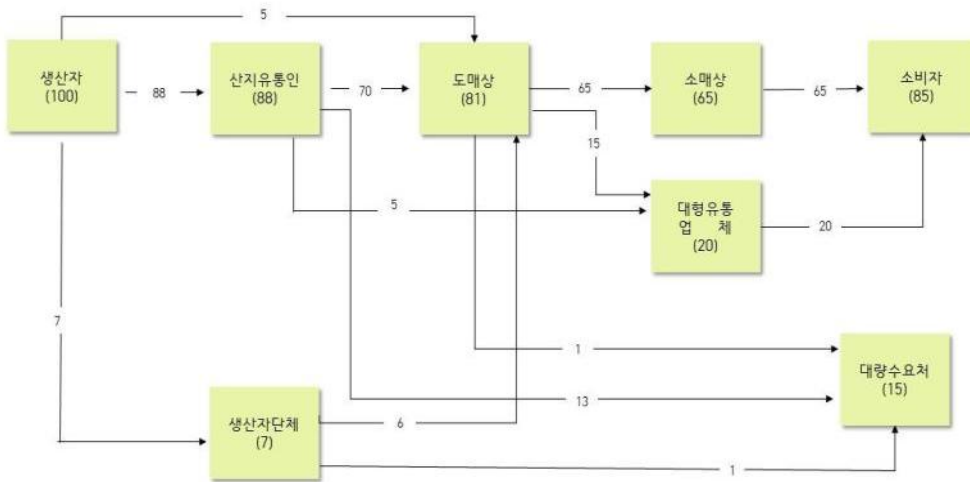 5
생산자
(100)
88
산지유통인
(88)
70
도매상
(81)
65
소매상
(65)
65
소비자
(85)
15
5
대형유통
업 체
(20)
20
7
1
대량수요처
(15)
13
생산자단체
(7)
6
1